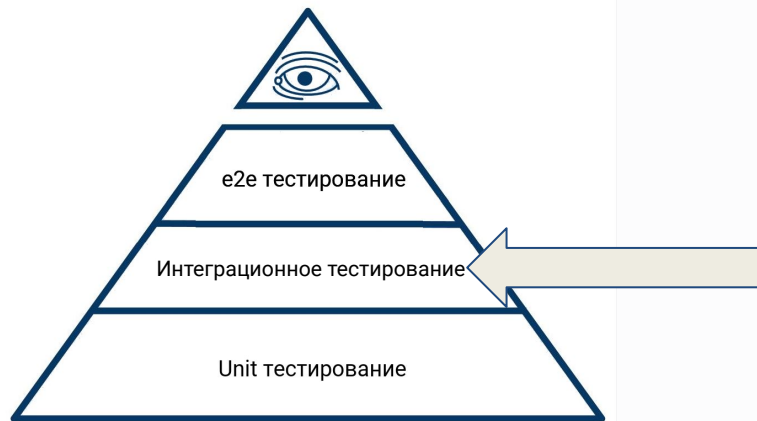 e2e тестирование
Интеграционное тестирование
Unit тестирование